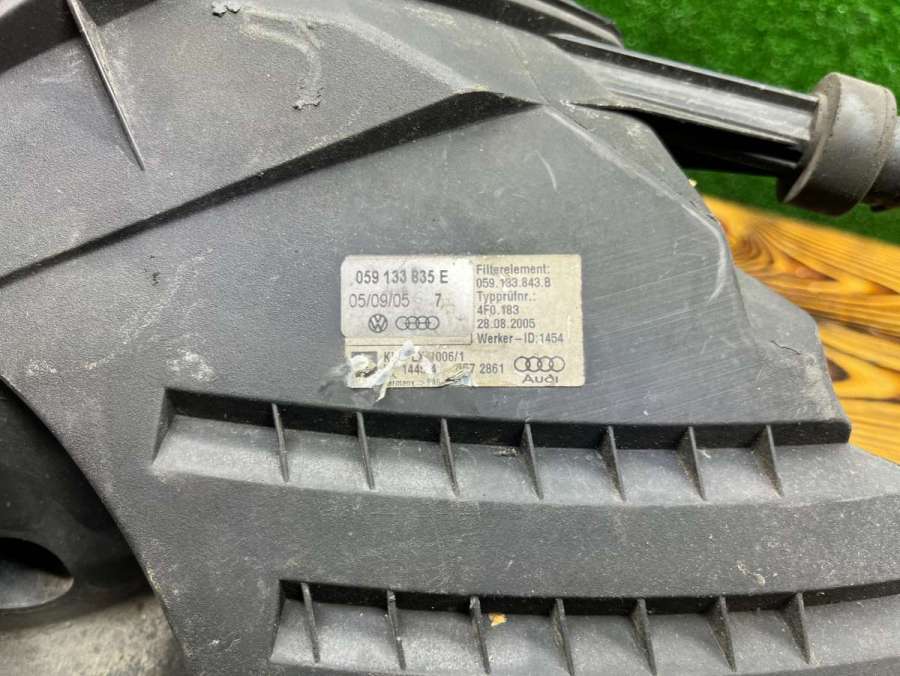 059 133 835 E
05/09/05 7
Filterelement:
059.133.843.B
Typprüfnr.:
4F0.183
28.08.2005
Werker-ID:1454
2861
Audi